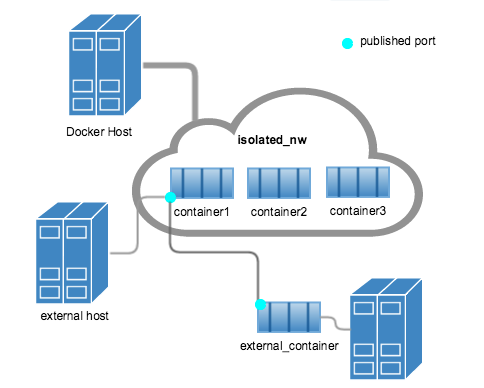 published port
Docker Host
isolated_nw
container1
container2
container3
external host
external_container